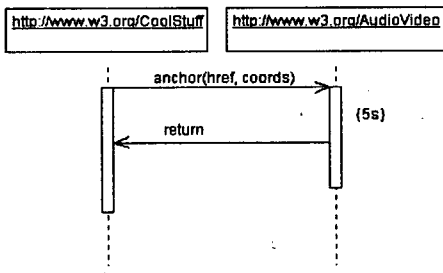 http://www.w3.org/CoolStuff http://www.w3.org/AudioVideo
anchor(href, coords)
{5s}
return